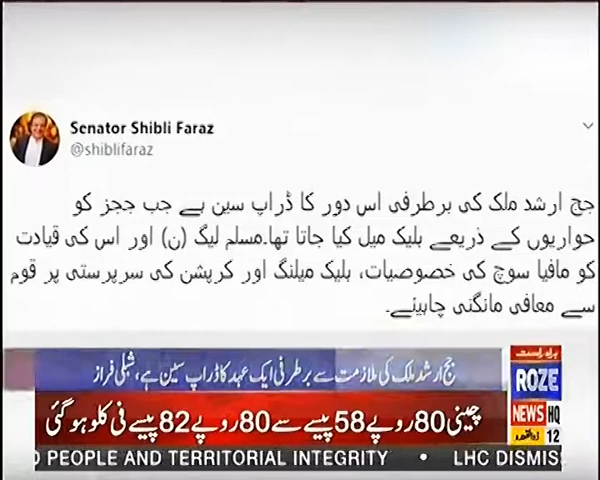 Senator Shibli Faraz
@shiblifaraz
جج ارشد ملک کی برطرفی اس دور کا ڈراپ سین ہے جب ججز کو
حواریوں کے ذریعے بلیک میل کیا جاتا تھا۔مسلم لیگ (ن) اور اس کی قیادت
کو مافیا سوچ کی خصوصیات، بلیک میلنگ اور کرپشن کی سرپرستی پر قوم
سے معافی مانگنی چاہیئے۔
براہ راست
جج ارشد ملک کی ملازمت سے برطرفی ایک عہد کا ڈراپ سین ہے، شبلی فراز
ROZE
چینی 80 روپے 58 پیسے سے 80 روپے 82 پیسے فی کلو ہو گئی
NEWS HQ
12 ذوالقعدہ
D PEOPLE AND TERRITORIAL INTEGRITY • LHC DISMIS